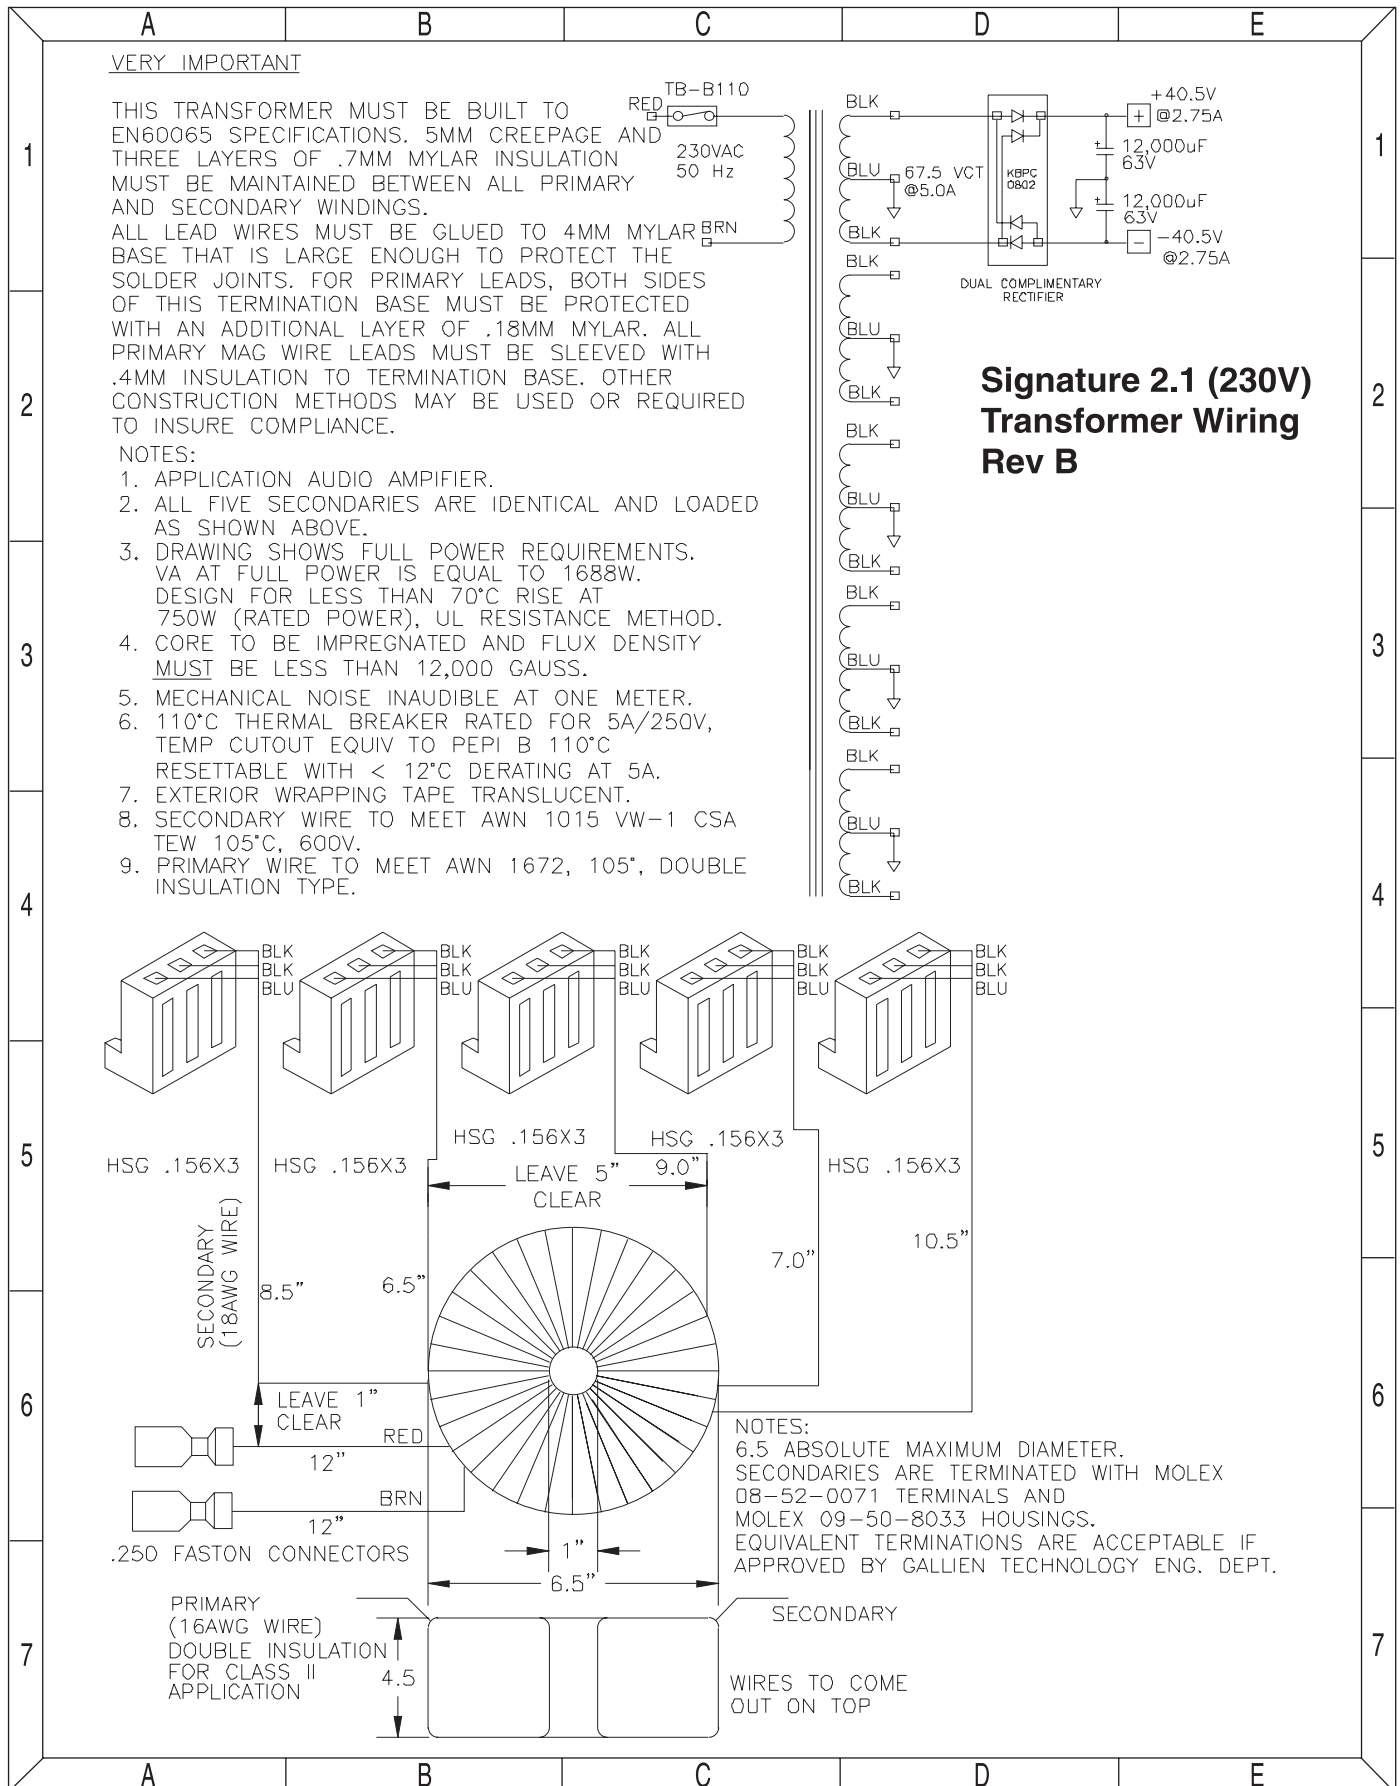 A B C D E
VERY IMPORTANT
THIS TRANSFORMER MUST BE BUILT TO
EN60065 SPECIFICATIONS. 5MM CREEPAGE AND
THREE LAYERS OF .7MM MYLAR INSULATION
MUST BE MAINTAINED BETWEEN ALL PRIMARY
AND SECONDARY WINDINGS.
ALL LEAD WIRES MUST BE GLUED TO 4MM MYLAR
BASE THAT IS LARGE ENOUGH TO PROTECT THE
SOLDER JOINTS. FOR PRIMARY LEADS, BOTH SIDES
OF THIS TERMINATION BASE MUST BE PROTECTED
WITH AN ADDITIONAL LAYER OF .18MM MYLAR. ALL
PRIMARY MAG WIRE LEADS MUST BE SLEEVED WITH
.4MM INSULATION TO TERMINATION BASE. OTHER
CONSTRUCTION METHODS MAY BE USED OR REQUIRED
TO INSURE COMPLIANCE.
NOTES:
1. APPLICATION AUDIO AMPIFIER.
2. ALL FIVE SECONDARIES ARE IDENTICAL AND LOADED
AS SHOWN ABOVE.
3. DRAWING SHOWS FULL POWER REQUIREMENTS.
VA AT FULL POWER IS EQUAL TO 1688W.
DESIGN FOR LESS THAN 70°C RISE AT
750W (RATED POWER), UL RESISTANCE METHOD.
4. CORE TO BE IMPREGNATED AND FLUX DENSITY
MUST BE LESS THAN 12,000 GAUSS.
5. MECHANICAL NOISE INAUDIBLE AT ONE METER.
6. 110°C THERMAL BREAKER RATED FOR 5A/250V,
TEMP CUTOUT EQUIV TO PEPI B 110°C
RESETTABLE WITH < 12°C DERATING AT 5A.
7. EXTERIOR WRAPPING TAPE TRANSLUCENT.
8. SECONDARY WIRE TO MEET AWN 1015 VW-1 CSA
TEW 105°C, 600V.
9. PRIMARY WIRE TO MEET AWN 1672, 105°, DOUBLE
INSULATION TYPE.
TB-B110
RED
230VAC
50 Hz
BRN
BLK
BLU
BLK
67.5 VCT
@5.0A
KBPC
0802
DUAL COMPLIMENTARY
RECTIFIER
+
+40.5V
@2.75A
+
12,000uF
63V
+
12,000uF
63V
-
-40.5V
@2.75A
BLK
BLU
BLK
BLK
BLU
BLK
BLK
BLU
BLK
BLK
BLU
BLK
Signature 2.1 (230V)
Transformer Wiring
Rev B
1
2
3
4
5
6
7
1
2
3
4
5
6
7
BLK
BLK
BLU
BLK
BLK
BLU
BLK
BLK
BLU
BLK
BLK
BLU
BLK
BLK
BLU
HSG .156X3
HSG .156X3
HSG .156X3
HSG .156X3
HSG .156X3
LEAVE 5"
CLEAR
9.0"
SECONDARY
(18AWG WIRE)
8.5"
6.5"
7.0"
10.5"
LEAVE 1"
CLEAR
RED
12"
BRN
12"
.250 FASTON CONNECTORS
1"
6.5"
NOTES:
6.5 ABSOLUTE MAXIMUM DIAMETER.
SECONDARIES ARE TERMINATED WITH MOLEX
08-52-0071 TERMINALS AND
MOLEX 09-50-8033 HOUSINGS.
EQUIVALENT TERMINATIONS ARE ACCEPTABLE IF
APPROVED BY GALLIEN TECHNOLOGY ENG. DEPT.
PRIMARY
(16AWG WIRE)
DOUBLE INSULATION
FOR CLASS II
APPLICATION
4.5
SECONDARY
WIRES TO COME
OUT ON TOP
A B C D E